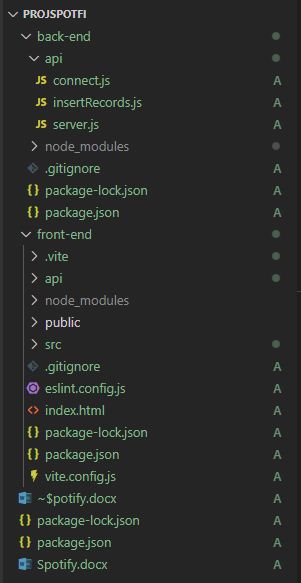 PROJSPOTFI
back-end
api
JS connect.js A
JS insertRecords.js A
JS server.js A
node_modules
.gitignore A
{} package-lock.json A
{} package.json A
front-end
.vite
api
node_modules
public
src
.gitignore A
eslint.config.js A
<> index.html A
{} package-lock.json A
{} package.json A
vite.config.js A
~$potify.docx A
{} package-lock.json A
{} package.json A
Spotify.docx A